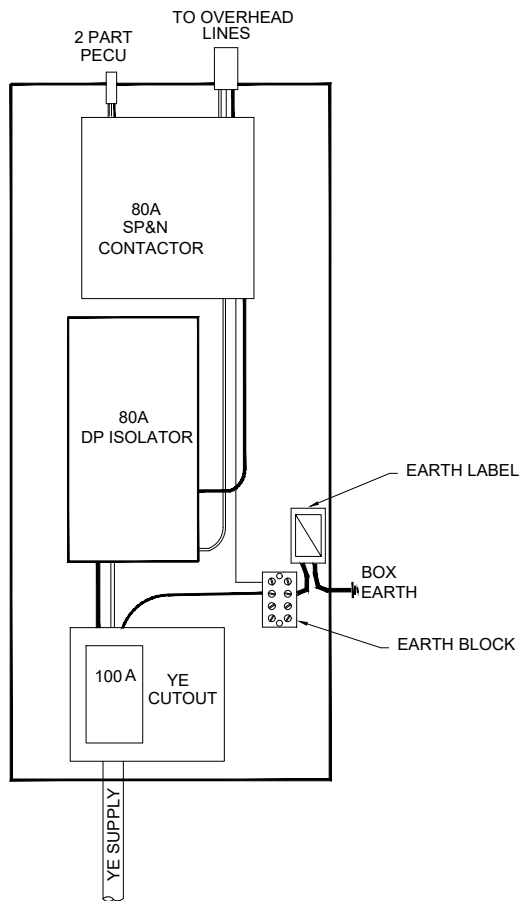 TO OVERHEAD
LINES
2 PART
PECU
80A
SP&N
CONTACTOR
80A
DP ISOLATOR
EARTH LABEL
BOX
EARTH
EARTH BLOCK
100 A
YE
CUTOUT
YE SUPPLY